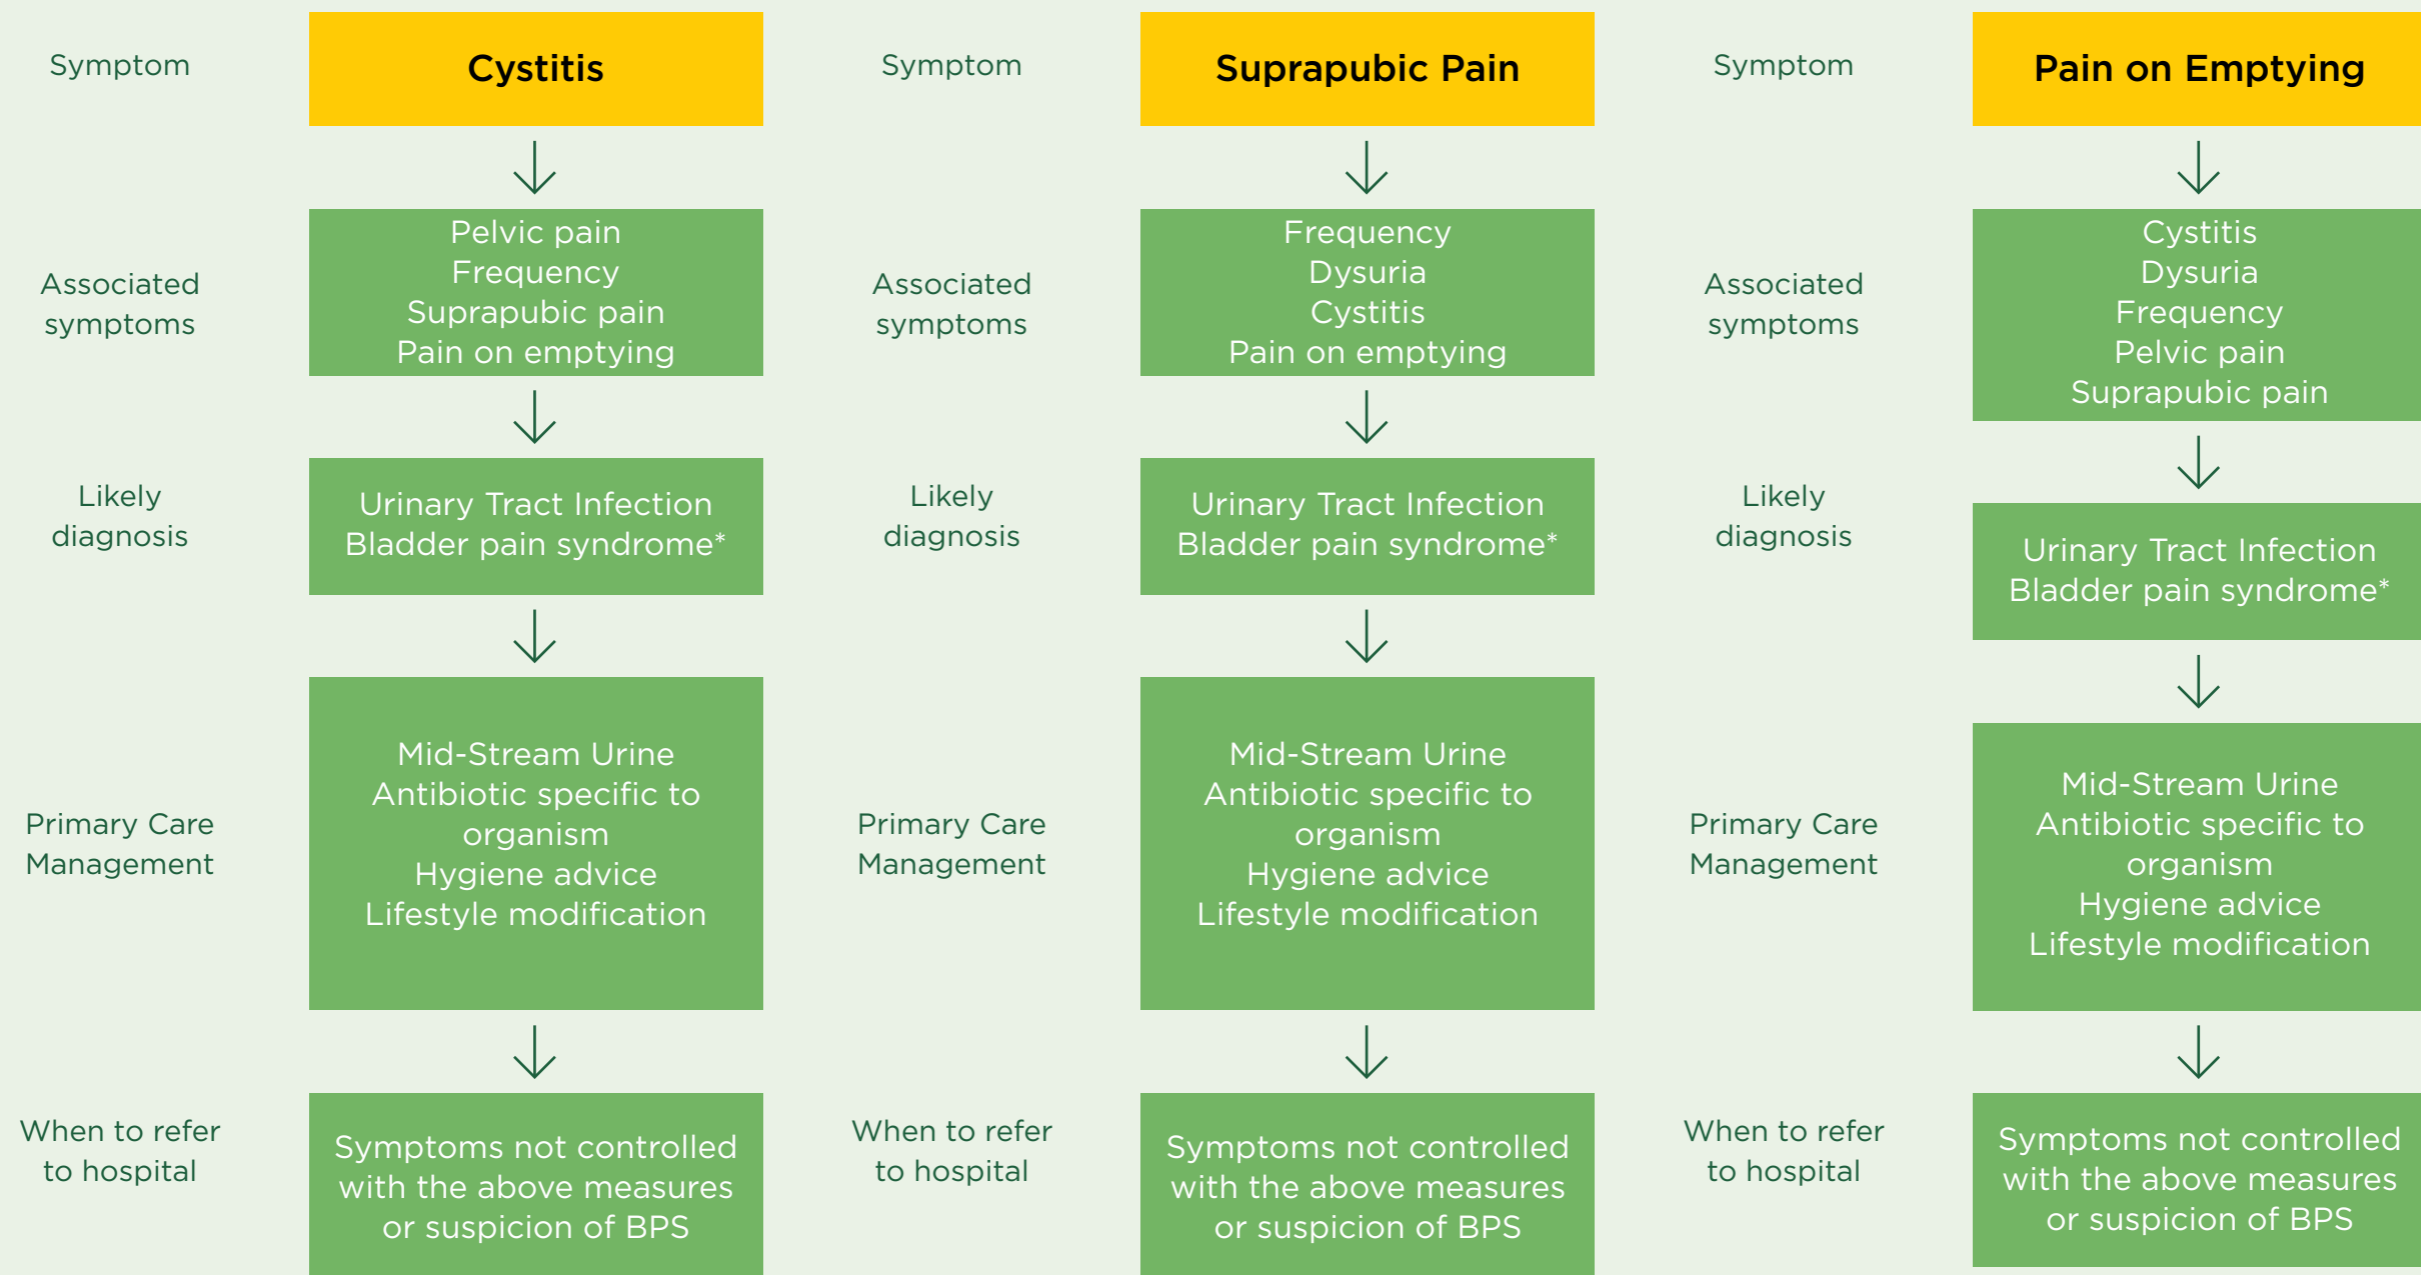 Symptom
Cystitis
Associated
symptoms
Pelvic pain
Frequency
Suprapubic pain
Pain on emptying
Likely
diagnosis
Urinary Tract Infection
Bladder pain syndrome*
Primary Care
Management
Mid-Stream Urine
Antibiotic specific to
organism
Hygiene advice
Lifestyle modification
When to refer
to hospital
Symptoms not controlled
with the above measures
or suspicion of BPS
Symptom
Suprapubic Pain
Associated
symptoms
Frequency
Dysuria
Cystitis
Pain on emptying
Likely
diagnosis
Urinary Tract Infection
Bladder pain syndrome*
Primary Care
Management
Mid-Stream Urine
Antibiotic specific to
organism
Hygiene advice
Lifestyle modification
When to refer
to hospital
Symptoms not controlled
with the above measures
or suspicion of BPS
Symptom
Pain on Emptying
Associated
symptoms
Cystitis
Dysuria
Frequency
Pelvic pain
Suprapubic pain
Likely
diagnosis
Urinary Tract Infection
Bladder pain syndrome*
Primary Care
Management
Mid-Stream Urine
Antibiotic specific to
organism
Hygiene advice
Lifestyle modification
When to refer
to hospital
Symptoms not controlled
with the above measures
or suspicion of BPS